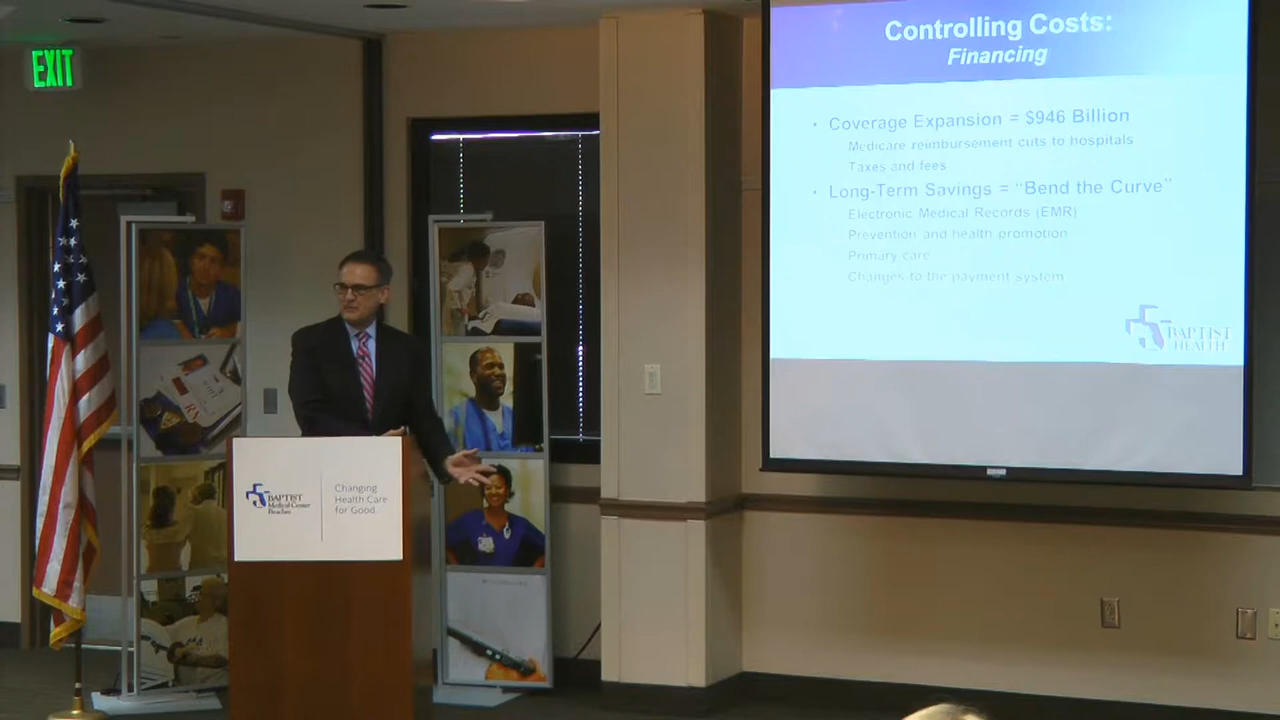 EXIT
Controlling Costs:
Financing
• Coverage Expansion = $946 Billion
Medicare reimbursement cuts to hospitals
Taxes and fees
• Long-Term Savings = “Bend the Curve”
Electronic Medical Records (EMR)
Prevention and health promotion
Primary care
Changes to the payment system
BAPTIST
HEALTH
BAPTIST
Medical Center
Beaches
Changing
Health Care
for Good.
RN